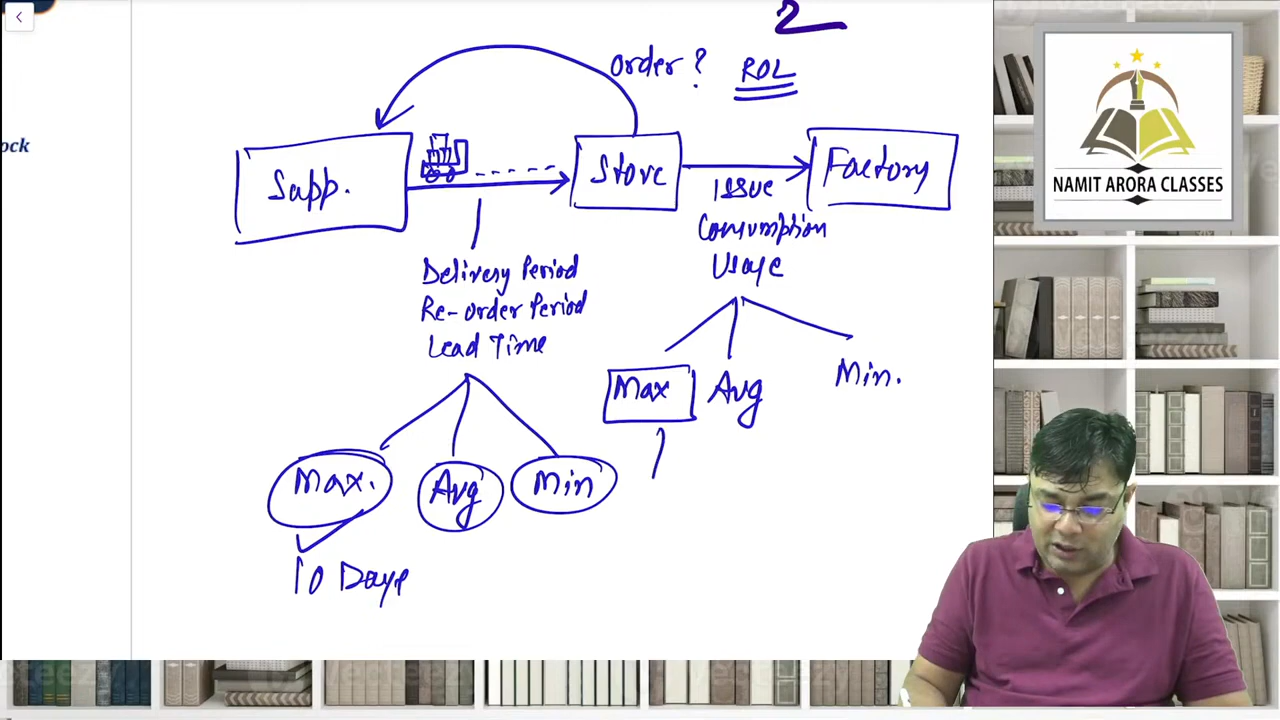 2
order? ROL
ock
Supp.
Store
Factory
Issue
Consumption
Usage
Delivery Period
Re-order Period
Lead Time
Max
Avg
Min.
Max.
Avg
Min
10 Days
NAMIT ARORA CLASSES